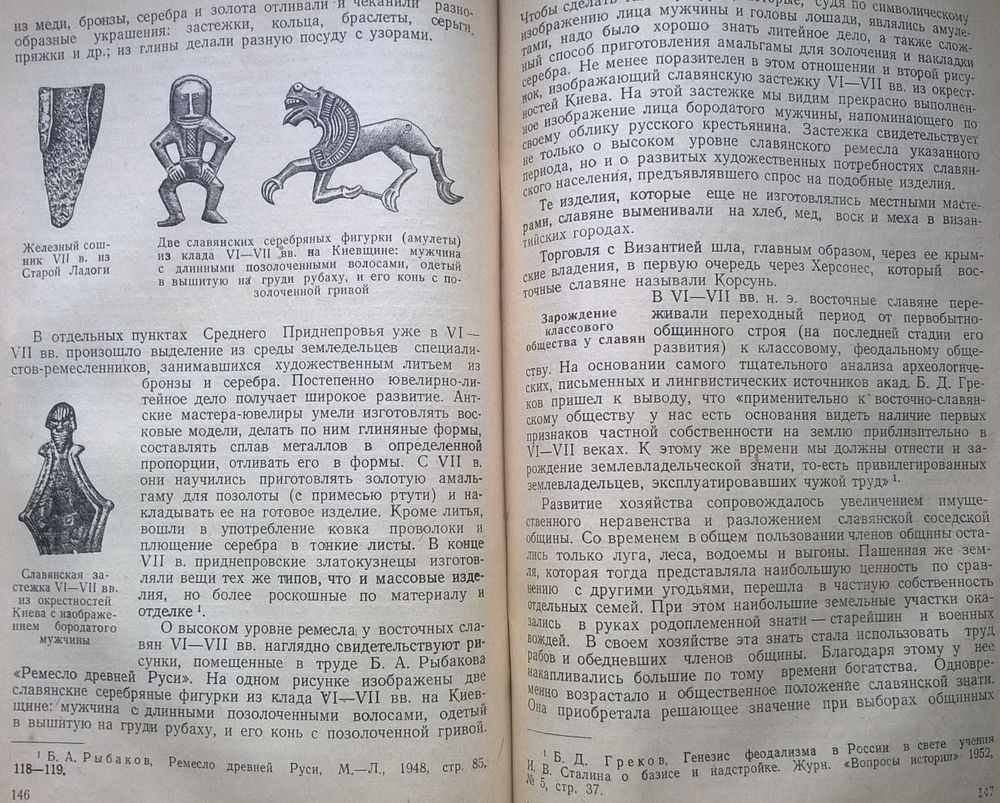 из меди, бронзы, серебра и золота отливали и чеканили разно-
образные украшения: застежки, кольца, браслеты, серьги,
пряжки и др.; из глины делали разную посуду с узорами.
Железный сош-
ник VII в. из
Старой Ладоги
Две славянских серебряных фигурки (амулеты)
из клада VI—VII вв. на Киевщине: мужчина
с длинными позолоченными волосами, одетый
в вышитую на груди рубаху, и его конь с по-
золоченной гривой
В отдельных пунктах Среднего Приднепровья уже в VI—
VII вв. произошло выделение из среды земледельцев специали-
стов-ремесленников, занимавшихся художественным литьем из
бронзы и серебра. Постепенно ювелирно-ли-
тейное дело получает широкое развитие. Ант-
ские мастера-ювелиры умели изготовлять вос-
ковые модели, делать по ним глиняные формы,
составлять сплав металлов в определенной
пропорции, отливать его в формы. С VII в.
они научились приготовлять золотую амаль-
гаму для позолоты (с примесью ртути) и на-
кладывать ее на готовое изделие. Кроме литья,
вошли в употребление ковка проволоки и
плющение серебра в тонкие листы. В конце
VII в. приднепровские златокузнецы изготов-
ляли вещи тех же типов, что и массовые изде-
лия, но более роскошные по материалу и
отделке ¹.
Славянская за-
стежка VI—VII вв.
из окрестностей
Киева с изображе-
нием бородатого
мужчины
О высоком уровне ремесла у восточных сла-
вян VI—VII вв. наглядно свидетельствуют ри-
сунки, помещенные в труде Б. А. Рыбакова
«Ремесло древней Руси». На одном рисунке изображены две
славянские серебряные фигурки из клада VI—VII вв. на Киев-
щине: мужчина с длинными позолоченными волосами, одетый
в вышитую на груди рубаху, и его конь с позолоченной гривой.
¹ Б. А. Рыбаков, Ремесло древней Руси, М.—Л., 1948, стр. 85,
118—119.
146
Чтобы сделать судя по символическому
изображению лица мужчины и головы лошади, являлись амуле-
тами, надо было хорошо знать литейное дело, а также слож-
ный способ приготовления амальгамы для золочения и накладки
серебра. Не менее поразителен в этом отношении и второй рису-
нок, изображающий славянскую застежку VI—VII вв. из окрест-
ностей Киева. На этой застежке мы видим прекрасно выполнен-
ное изображение лица бородатого мужчины, напоминающего по
своему облику русского крестьянина. Застежка свидетельствует
не только о высоком уровне славянского ремесла указанного
периода, но и о развитых художественных потребностях славян-
ского населения, предъявлявшего спрос на подобные изделия.
Те изделия, которые еще не изготовлялись местными масте-
рами, славяне выменивали на хлеб, мед, воск и меха в визан-
тийских городах.
Торговля с Византией шла, главным образом, через ее крым-
ские владения, в первую очередь через Херсонес, который вос-
точные славяне называли Корсунь.
Зарождение
классового
общества у славян
В VI—VII вв. н. э. восточные славяне пере-
живали переходный период от первобытно-
общинного строя (на последней стадии его
развития) к классовому, феодальному обще-
ству. На основании самого тщательного анализа археологиче-
ских, письменных и лингвистических источников акад. Б. Д. Гре-
ков пришел к выводу, что «применительно к восточно-славян-
скому обществу у нас есть основания видеть наличие первых
признаков частной собственности на землю приблизительно в
VI—VII веках. К этому же времени мы должны отнести и за-
рождение землевладельческой знати, то-есть привилегированных
землевладельцев, эксплуатировавших чужой труд» ¹.
Развитие хозяйства сопровождалось увеличением имуще-
ственного неравенства и разложением славянской соседской
общины. Со временем в общем пользовании членов общины оста-
лись только луга, леса, водоемы и выгоны. Пашенная же зем-
ля, которая тогда представляла наибольшую ценность по срав-
нению с другими угодьями, перешла в частную собственность
отдельных семей. При этом наибольшие земельные участки ока-
зались в руках родоплеменной знати — старейшин и военных
вождей. В своем хозяйстве эта знать стала использовать труд
рабов и обедневших членов общины. Благодаря этому у нее
накапливались большие по тому времени богатства. Одновре-
менно возрастало и общественное положение славянской знати.
Она приобретала решающее значение при выборах общинных
¹ Б. Д. Греков, Генезис феодализма в России в свете учения
И. В. Сталина о базисе и надстройке. Журн. «Вопросы истории» 1952,
№ 5, стр. 37.
147